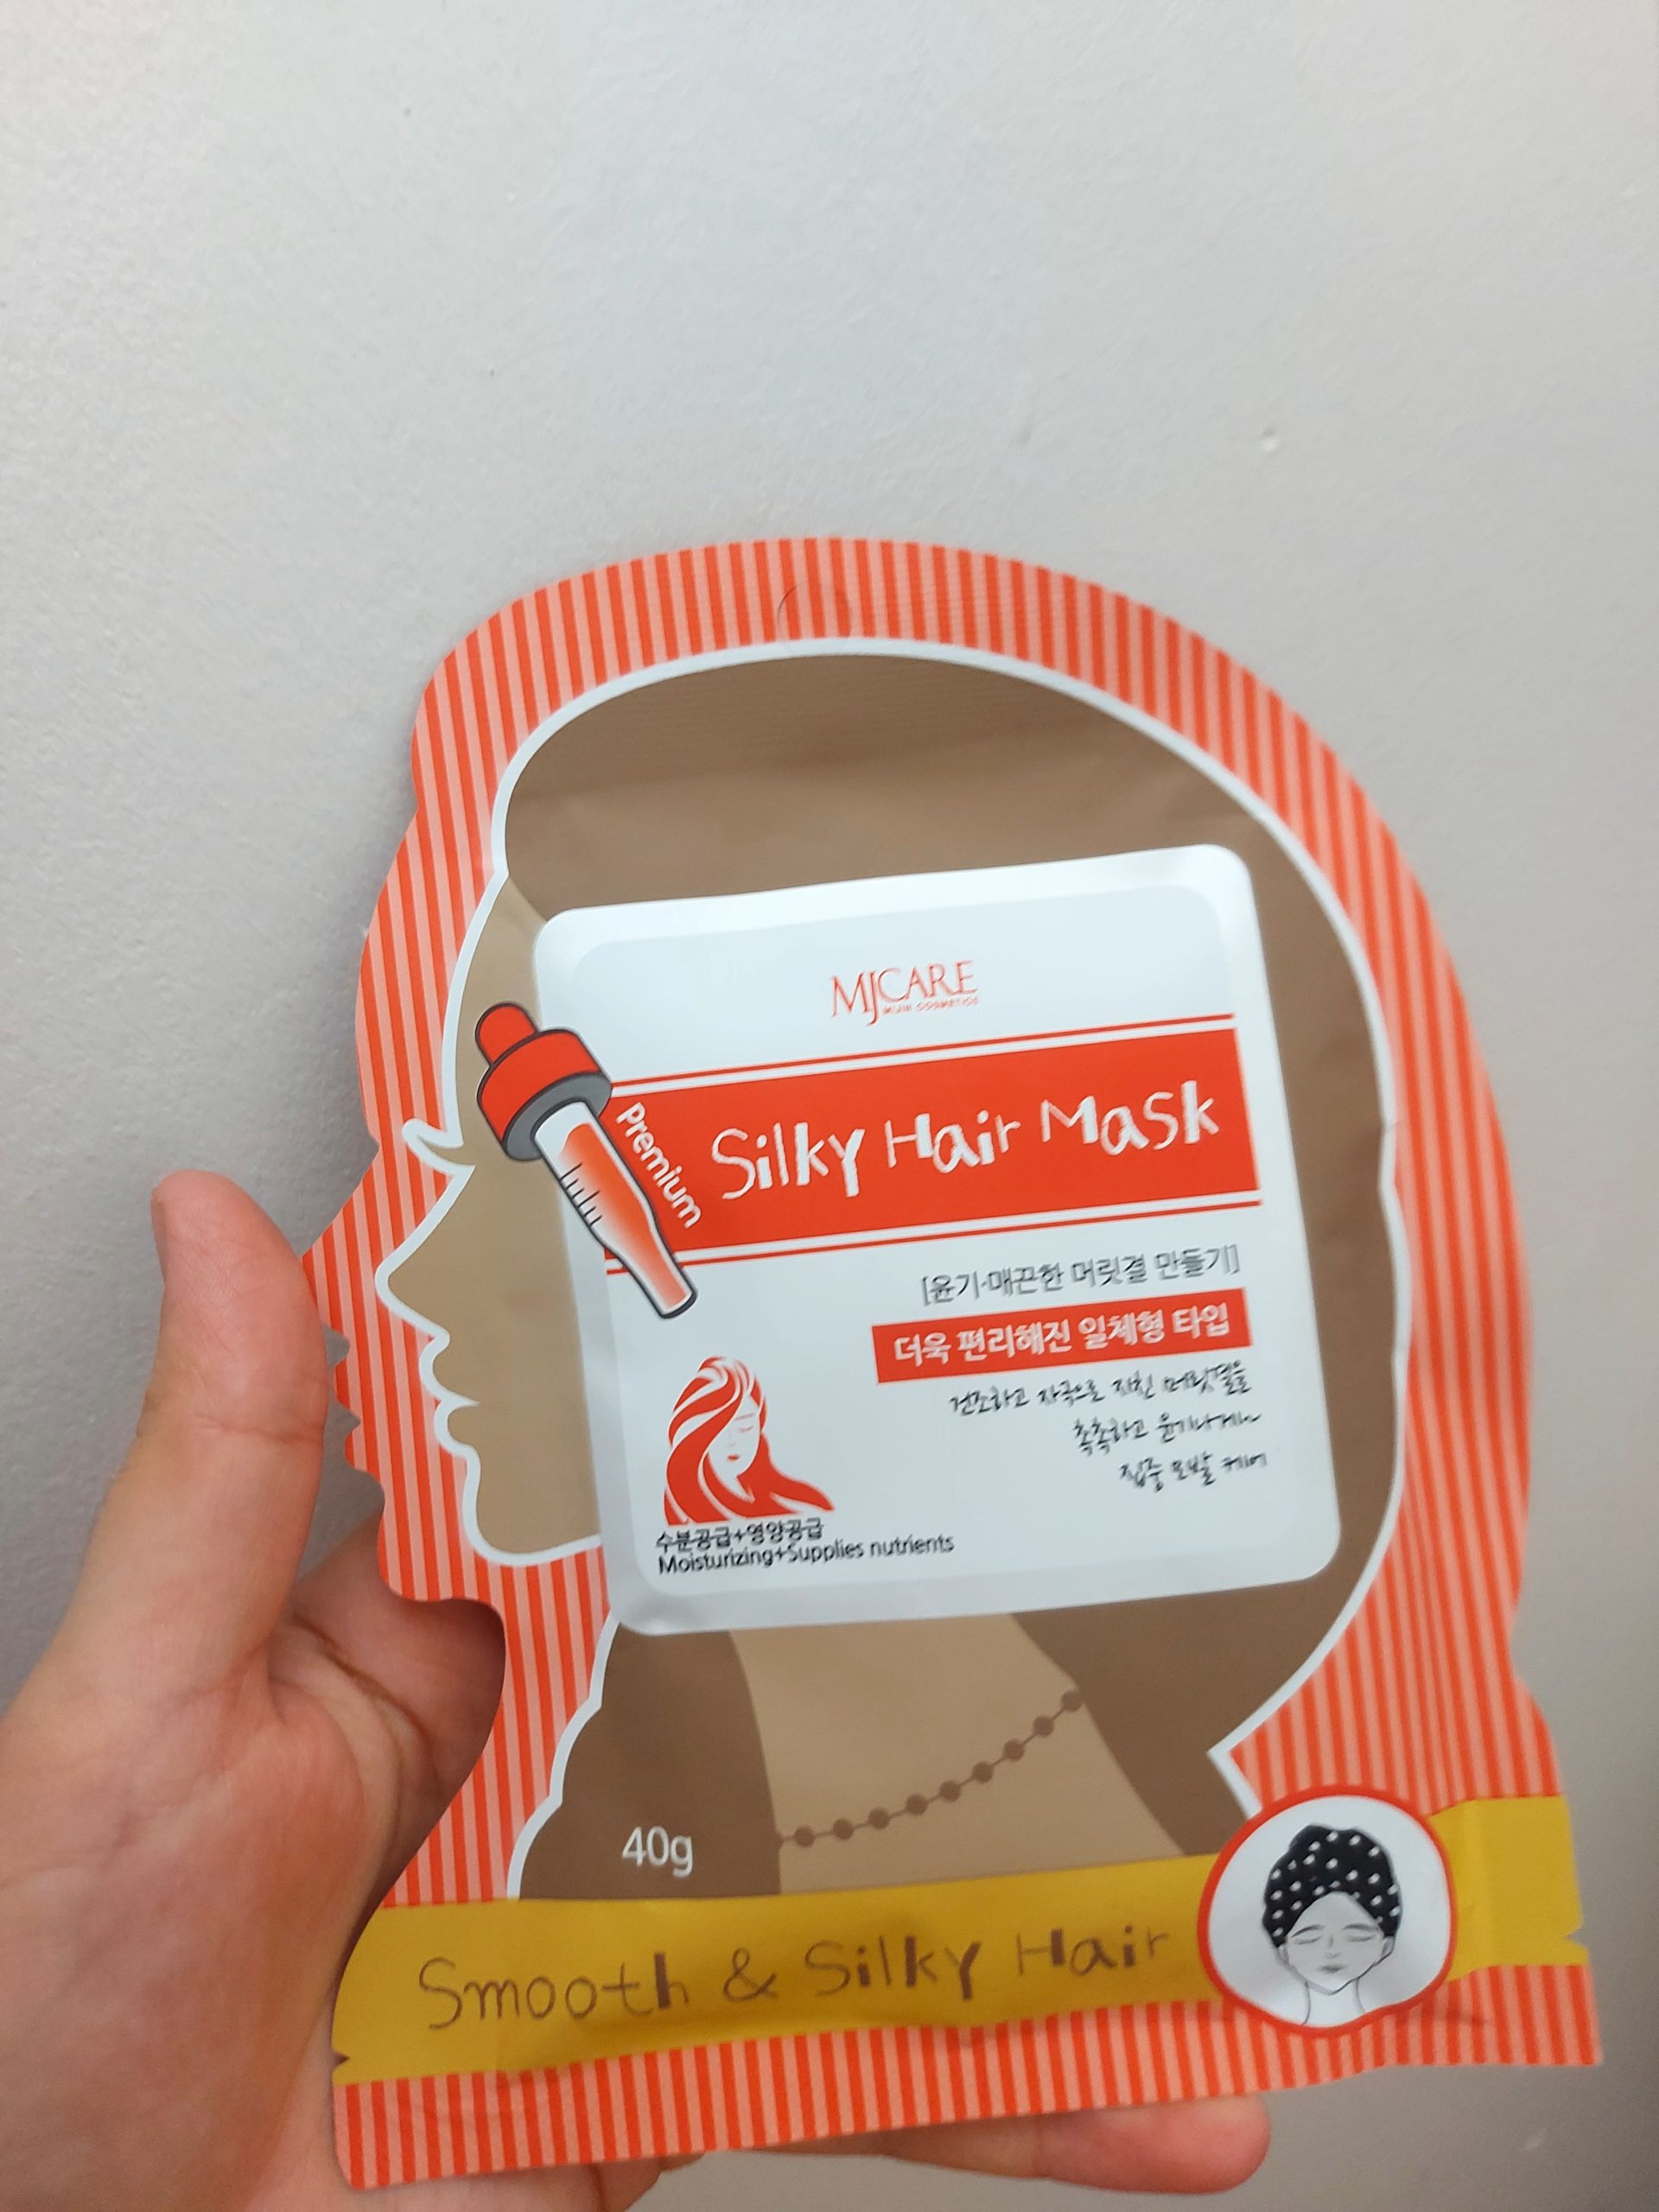 MJCARE
MIJIN COSMETICS
Premium
Silky Hair Mask
[윤기·매끈한 머릿결 만들기]
더욱 편리해진 일체형 타입
건조하고 자극으로 지친 머릿결을
촉촉하고 윤기나게~
집중 모발 케어
수분공급+영양공급
Moisturizing+Supplies nutrients
40g
Smooth & Silky Hair